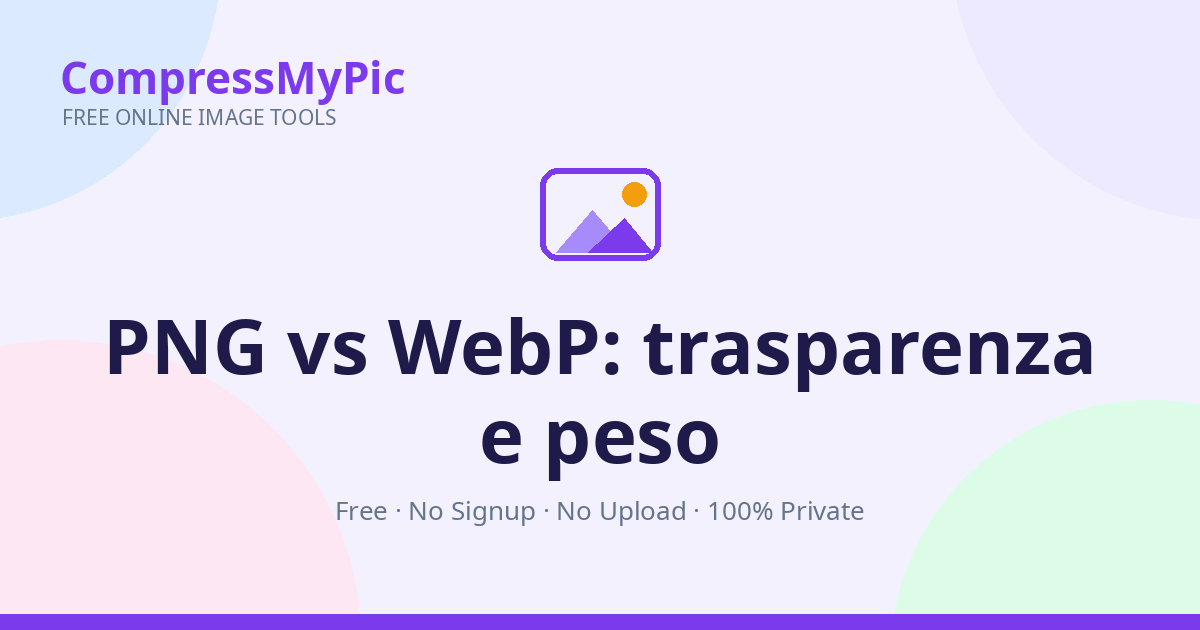 CompressMyPic
FREE ONLINE IMAGE TOOLS
PNG vs WebP: trasparenza
e peso
Free · No Signup · No Upload · 100% Private